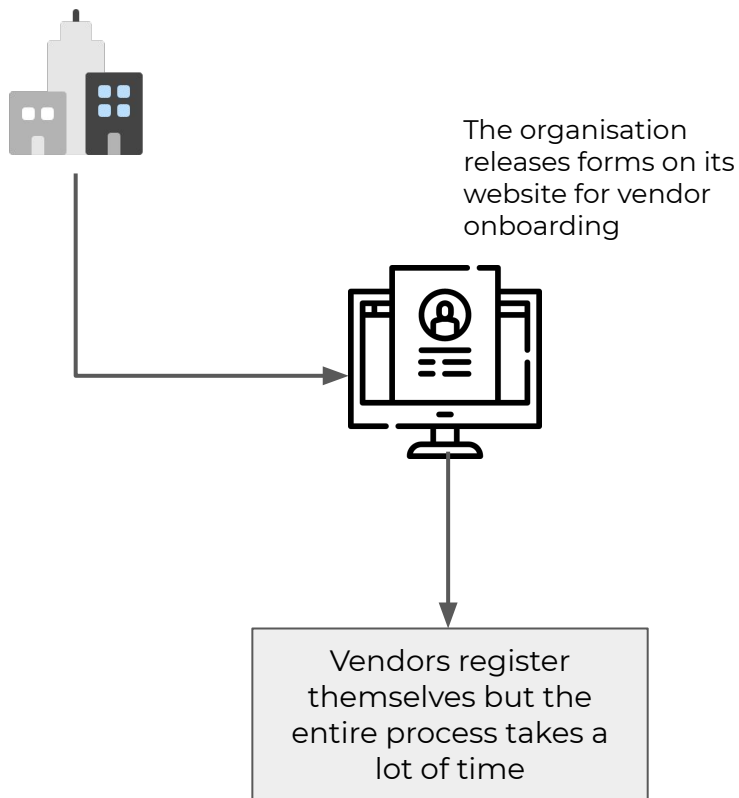 The organisation
releases forms on its
website for vendor
onboarding
Vendors register
themselves but the
entire process takes a
lot of time